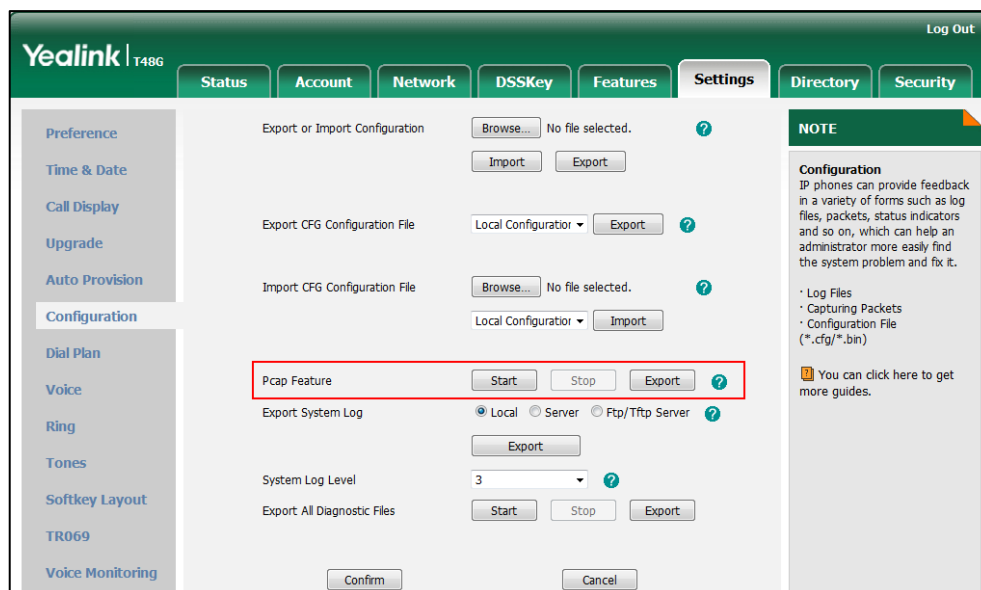 Log Out
Yealink | T48G
Status Account Network DSSKey Features Settings Directory Security
Preference
Time & Date
Call Display
Upgrade
Auto Provision
Configuration
Dial Plan
Voice
Ring
Tones
Softkey Layout
TR069
Voice Monitoring
Export or Import Configuration Browse... No file selected. ?
Import Export
Export CFG Configuration File Local Configuration Export ?
Import CFG Configuration File Browse... No file selected. ?
Local Configuration Import
Pcap Feature Start Stop Export ?
Export System Log Local Server Ftp/Tftp Server ?
Export
System Log Level 3 ?
Export All Diagnostic Files Start Stop Export
Confirm Cancel
NOTE
Configuration
IP phones can provide feedback
in a variety of forms such as log
files, packets, status indicators
and so on, which can help an
administrator more easily find
the system problem and fix it.
· Log Files
· Capturing Packets
· Configuration File
(*.cfg/*.bin)
? You can click here to get
more guides.